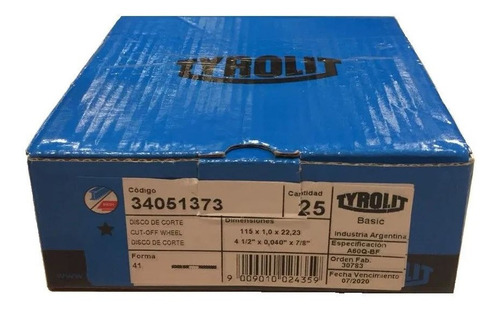 TYROLIT
Código
34051373
Cantidad
25
DISCO DE CORTE
CUT-OFF WHEEL
DISCO DE CORTE
Dimensiones
115 x 1,0 x 22,23
4 1/2" x 0,040" x 7/8"
Forma
41
9 009010 024359
TYROLIT
Basic
Industria Argentina
Especificación
A60Q-BF
Orden Fab.
30783
Fecha Vencimiento
07/2020